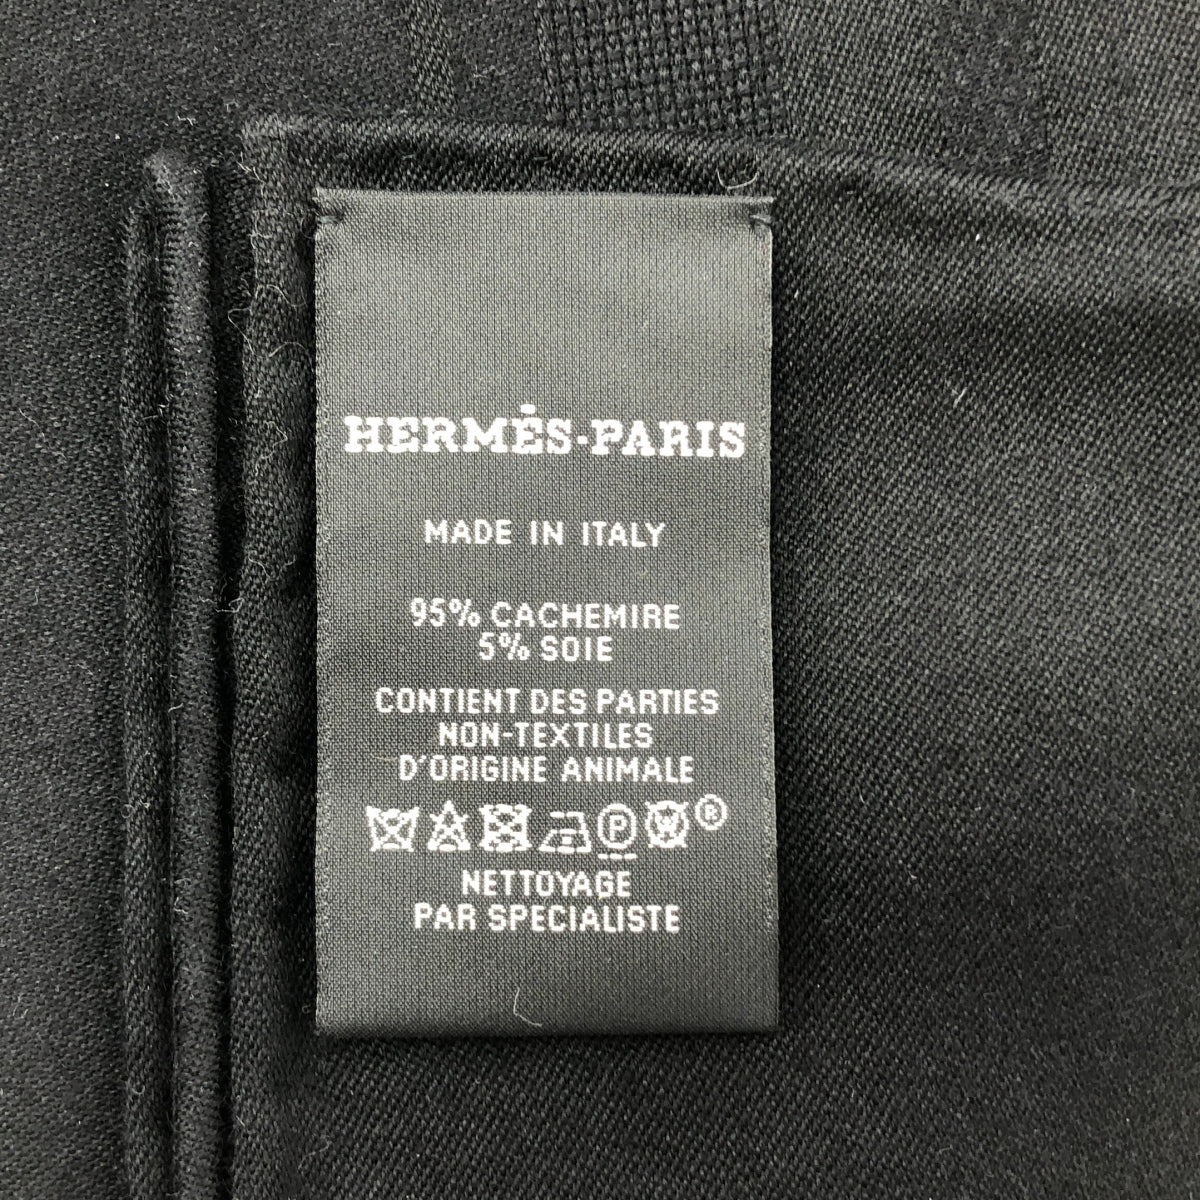 HERMÈS-PARIS
MADE IN ITALY
95% CACHEMIRE
5% SOIE
CONTIENT DES PARTIES
NON-TEXTILES
D'ORIGINE ANIMALE
P W ®
NETTOYAGE
PAR SPECIALISTE